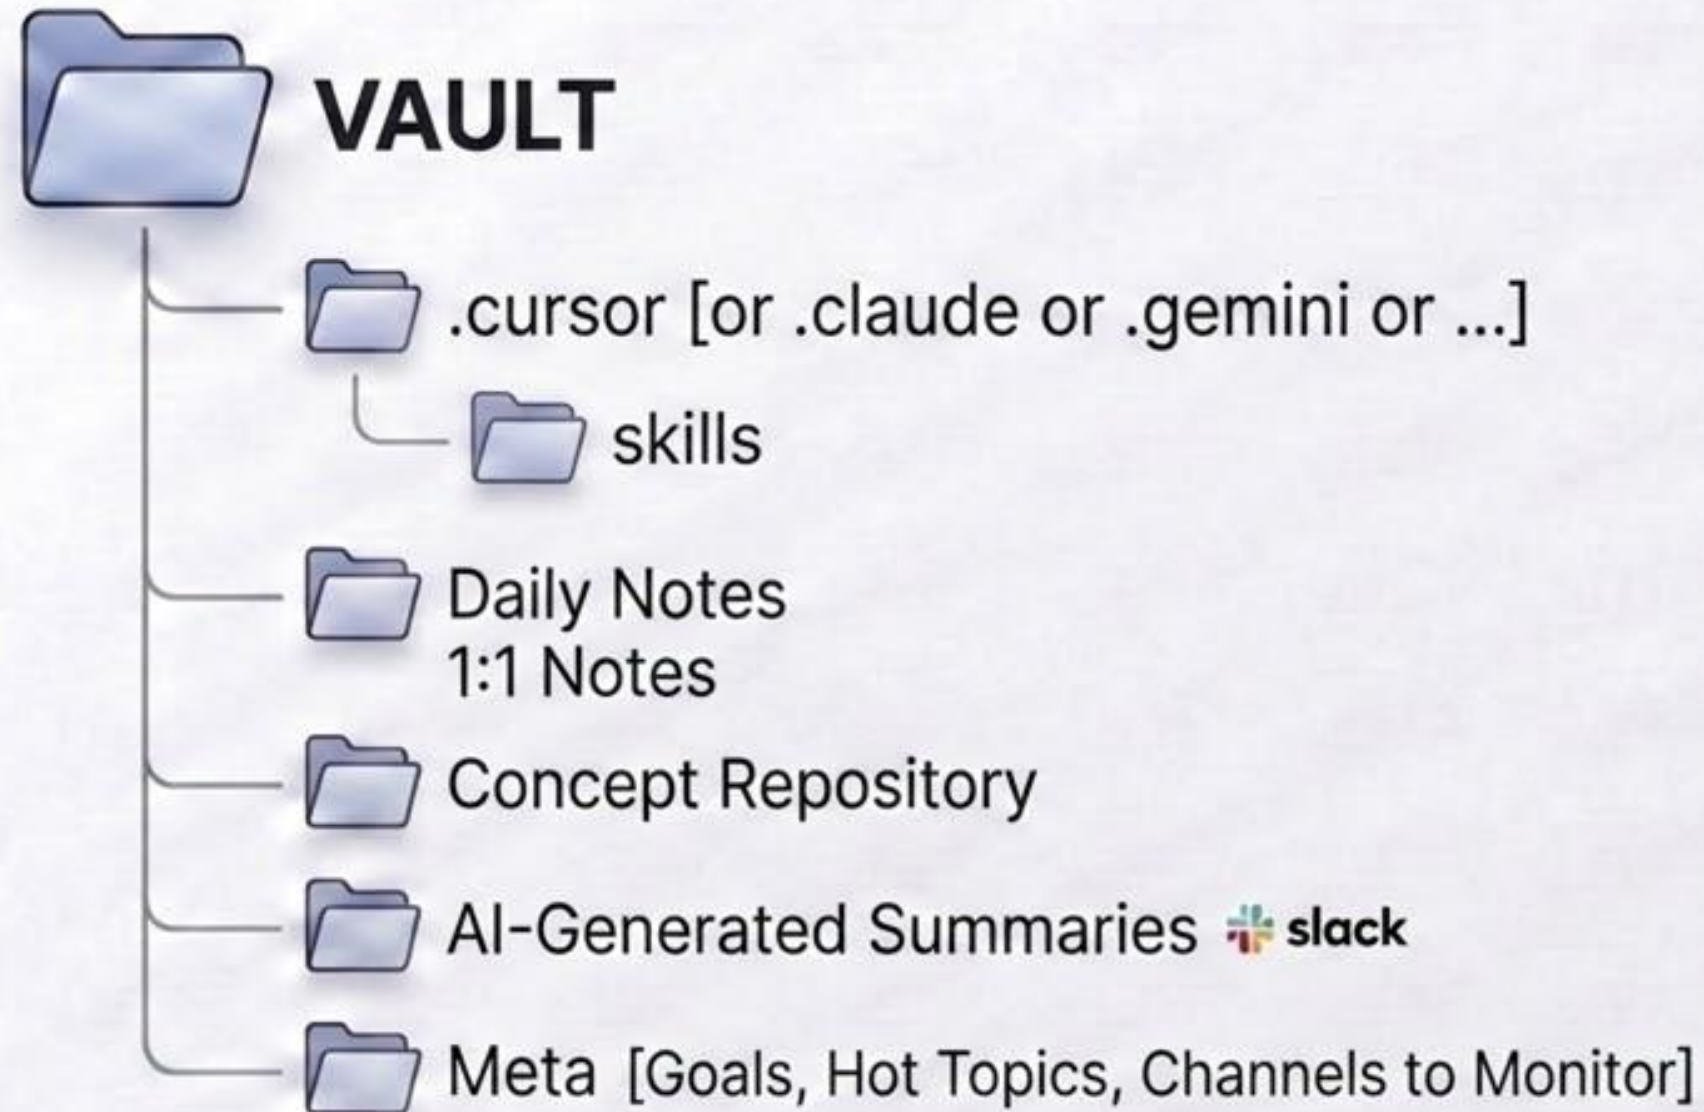 VAULT
.cursor [or .claude or .gemini or ...]
skills
Daily Notes
1:1 Notes
Concept Repository
AI-Generated Summaries slack
Meta [Goals, Hot Topics, Channels to Monitor]